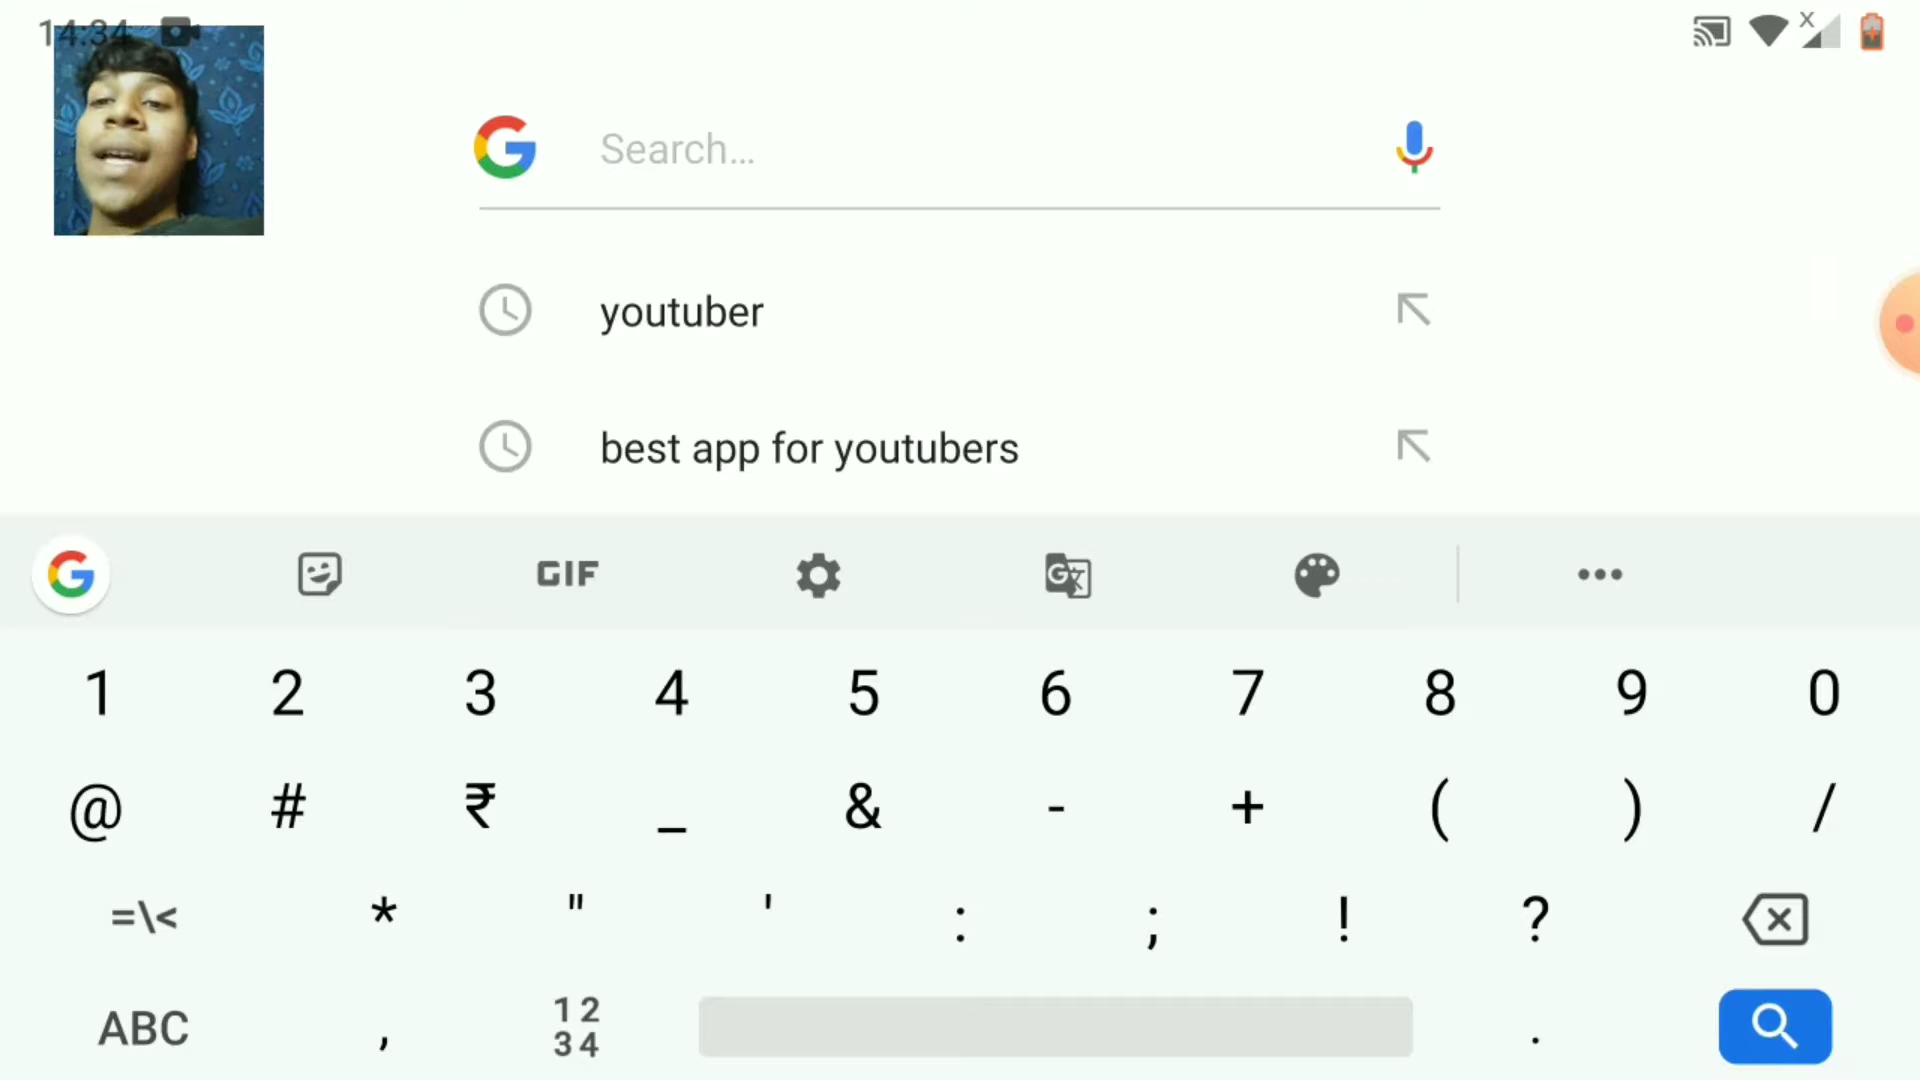 14:34
X
Search...
youtuber
best app for youtubers
GIF
1 2 3 4 5 6 7 8 9 0
@ # ₹ _ & - + ( ) /
=\< * " ' : ; ! ?
ABC , 12 .
34